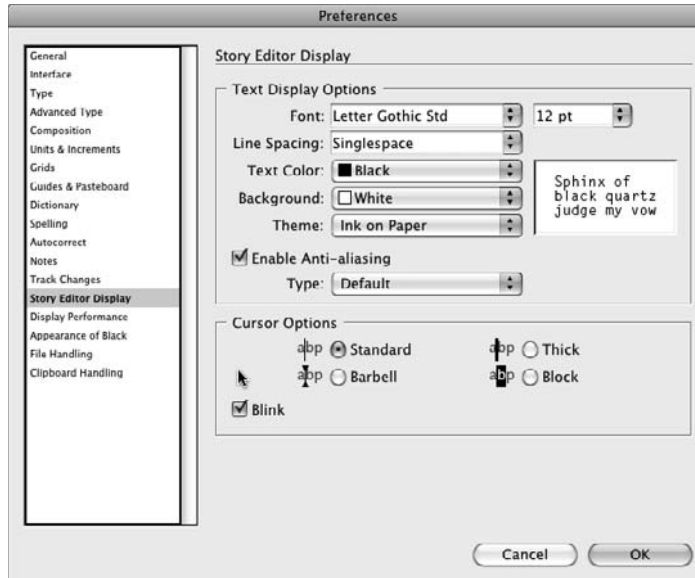 Preferences
General
Interface
Type
Advanced Type
Composition
Units & Increments
Grids
Guides & Pasteboard
Dictionary
Spelling
Autocorrect
Notes
Track Changes
Story Editor Display
Display Performance
Appearance of Black
File Handling
Clipboard Handling
Story Editor Display
Text Display Options
Font: Letter Gothic Std 12 pt
Line Spacing: Singlespace
Text Color: Black
Background: White
Theme: Ink on Paper
Sphinx of
black quartz
judge my vow
Enable Anti-aliasing
Type: Default
Cursor Options
abp Standard abp Thick
abp Barbell abp Block
Blink
Cancel OK